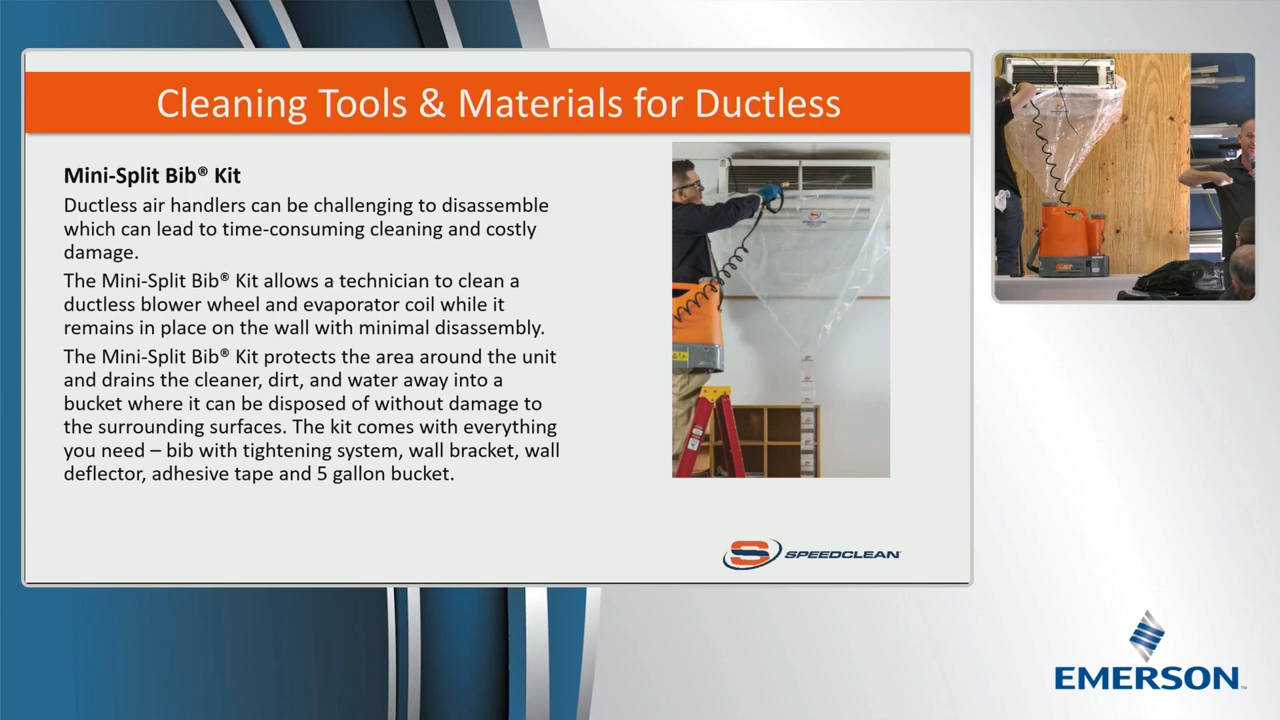 Cleaning Tools & Materials for Ductless
Mini-Split Bib® Kit
Ductless air handlers can be challenging to disassemble
which can lead to time-consuming cleaning and costly
damage.
The Mini-Split Bib® Kit allows a technician to clean a
ductless blower wheel and evaporator coil while it
remains in place on the wall with minimal disassembly.
The Mini-Split Bib® Kit protects the area around the unit
and drains the cleaner, dirt, and water away into a
bucket where it can be disposed of without damage to
the surrounding surfaces. The kit comes with everything
you need – bib with tightening system, wall bracket, wall
deflector, adhesive tape and 5 gallon bucket.
SPEEDCLEAN
EMERSON